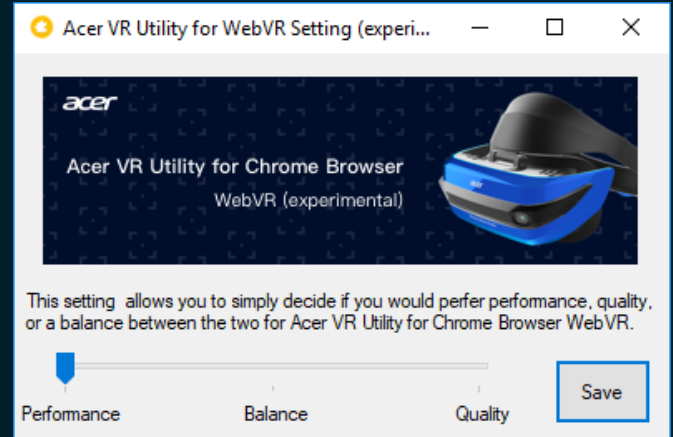 Acer VR Utility for WebVR Setting (experi...
acer
Acer VR Utility for Chrome Browser
WebVR (experimental)
acer
This setting allows you to simply decide if you would perfer performance, quality,
or a balance between the two for Acer VR Utility for Chrome Browser WebVR.
Save
Performance Balance Quality